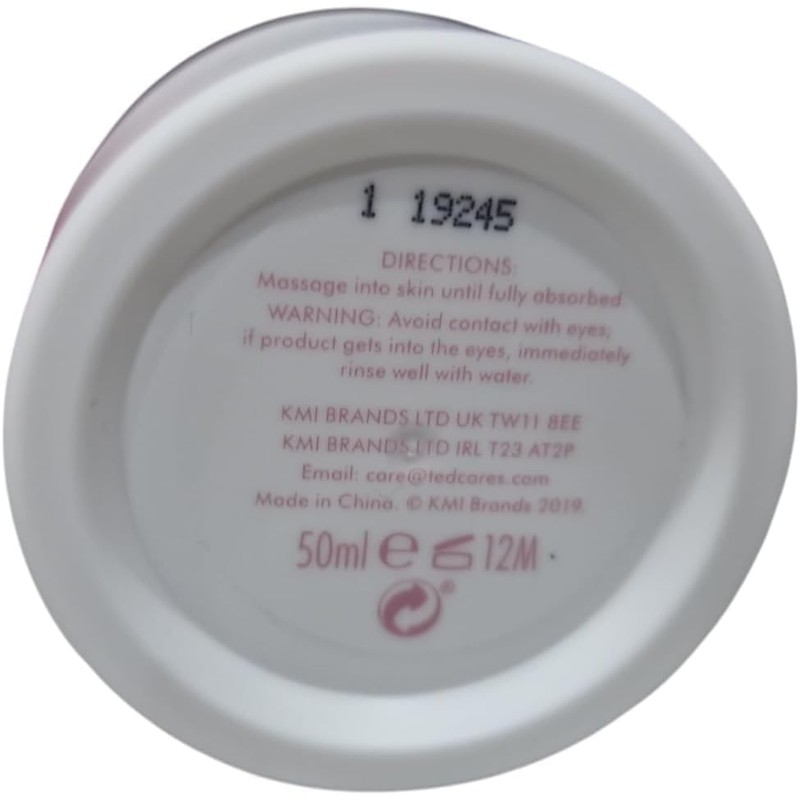 1 19245
DIRECTIONS:
Massage into skin until fully absorbed
WARNING: Avoid contact with eyes;
if product gets into the eyes, immediately
rinse well with water.
KMI BRANDS LTD UK TW11 8EE
KMI BRANDS LTD IRL T23 AT2P
Email: care@tedcares.com
Made in China. © KMI Brands 2019.
50ml ℮ 12M
®